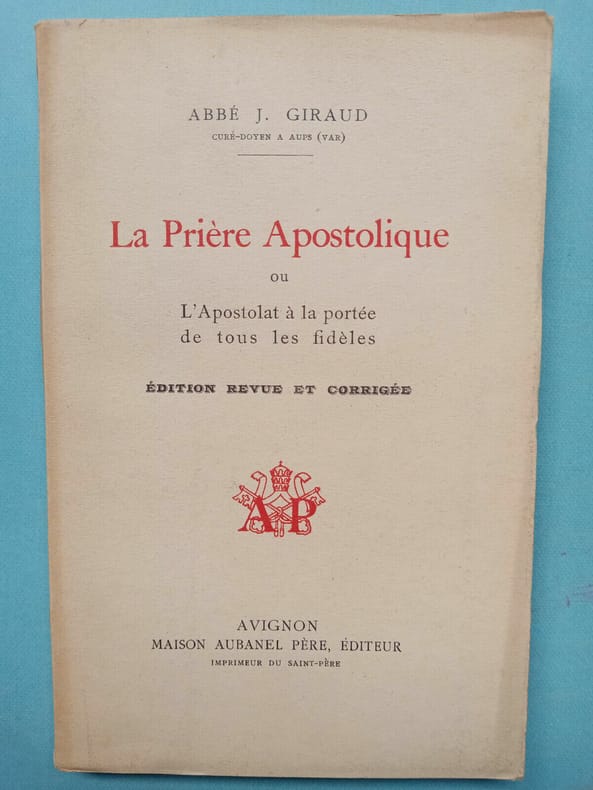 ABBÉ J. GIRAUD
CURÉ-DOYEN A AUPS (VAR)
La Prière Apostolique
ou
L'Apostolat à la portée
de tous les fidèles
ÉDITION REVUE ET CORRIGÉE
AP
AVIGNON
MAISON AUBANEL PÈRE, ÉDITEUR
IMPRIMEUR DU SAINT-PÈRE